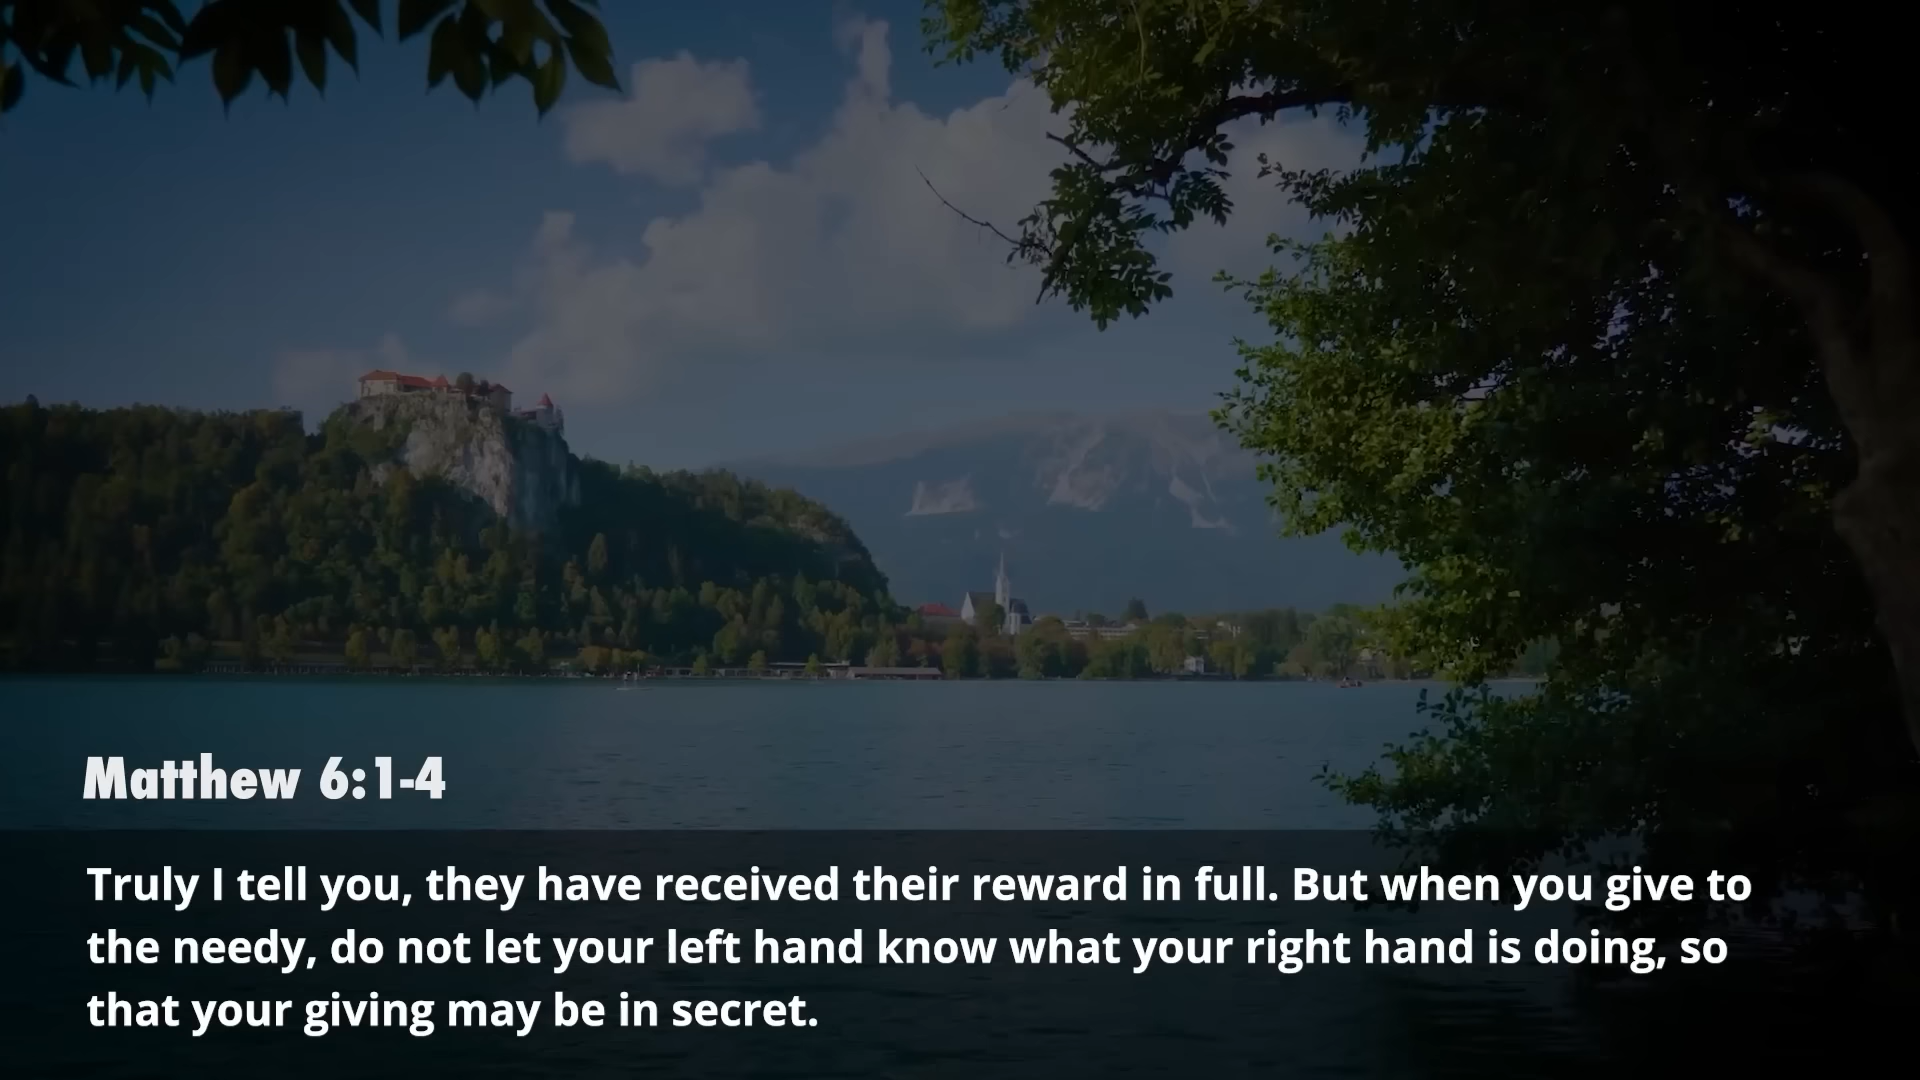 Matthew 6:1-4
Truly I tell you, they have received their reward in full. But when you give to
the needy, do not let your left hand know what your right hand is doing, so
that your giving may be in secret.